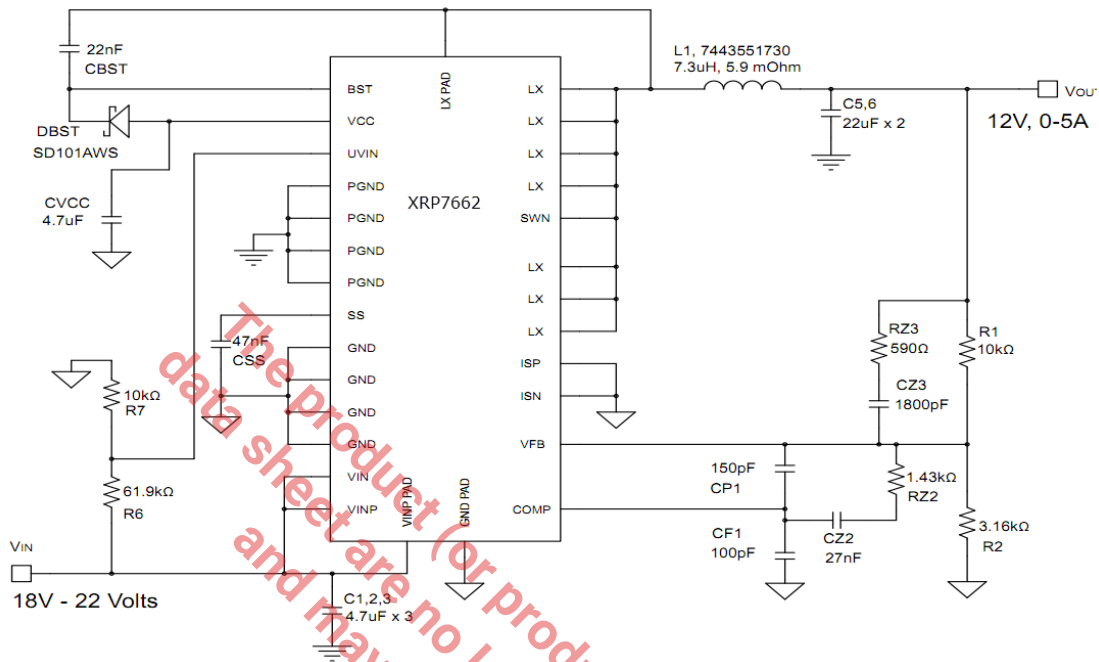 22nF
CBST
DBST
SD101AWS
CVCC
4.7uF
L1, 7443551730
7.3uH, 5.9 mOhm
C5,6
22uF x 2
VOUT
12V, 0-5A
XRP7662
LX PAD
BST
VCC
UVIN
PGND
PGND
PGND
PGND
SS
GND
GND
GND
GND
VIN
VINP
VINP PAD
GND PAD
LX
LX
LX
LX
SWN
LX
LX
LX
ISP
ISN
VFB
COMP
47nF
CSS
10kΩ
R7
61.9kΩ
R6
VIN
18V - 22 Volts
C1,2,3
4.7uF x 3
RZ3
590Ω
R1
10kΩ
CZ3
1800pF
150pF
CP1
1.43kΩ
RZ2
CF1
100pF
CZ2
27nF
3.16kΩ
R2
The product (or produ
data sheet are no l
and may